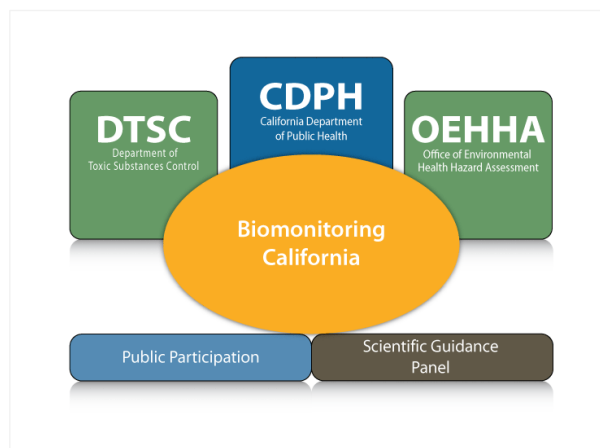 DTSC
Department of
Toxic Substances Control
CDPH
California Department
of Public Health
OEHHA
Office of Environmental
Health Hazard Assessment
Biomonitoring
California
Public Participation
Scientific Guidance
Panel